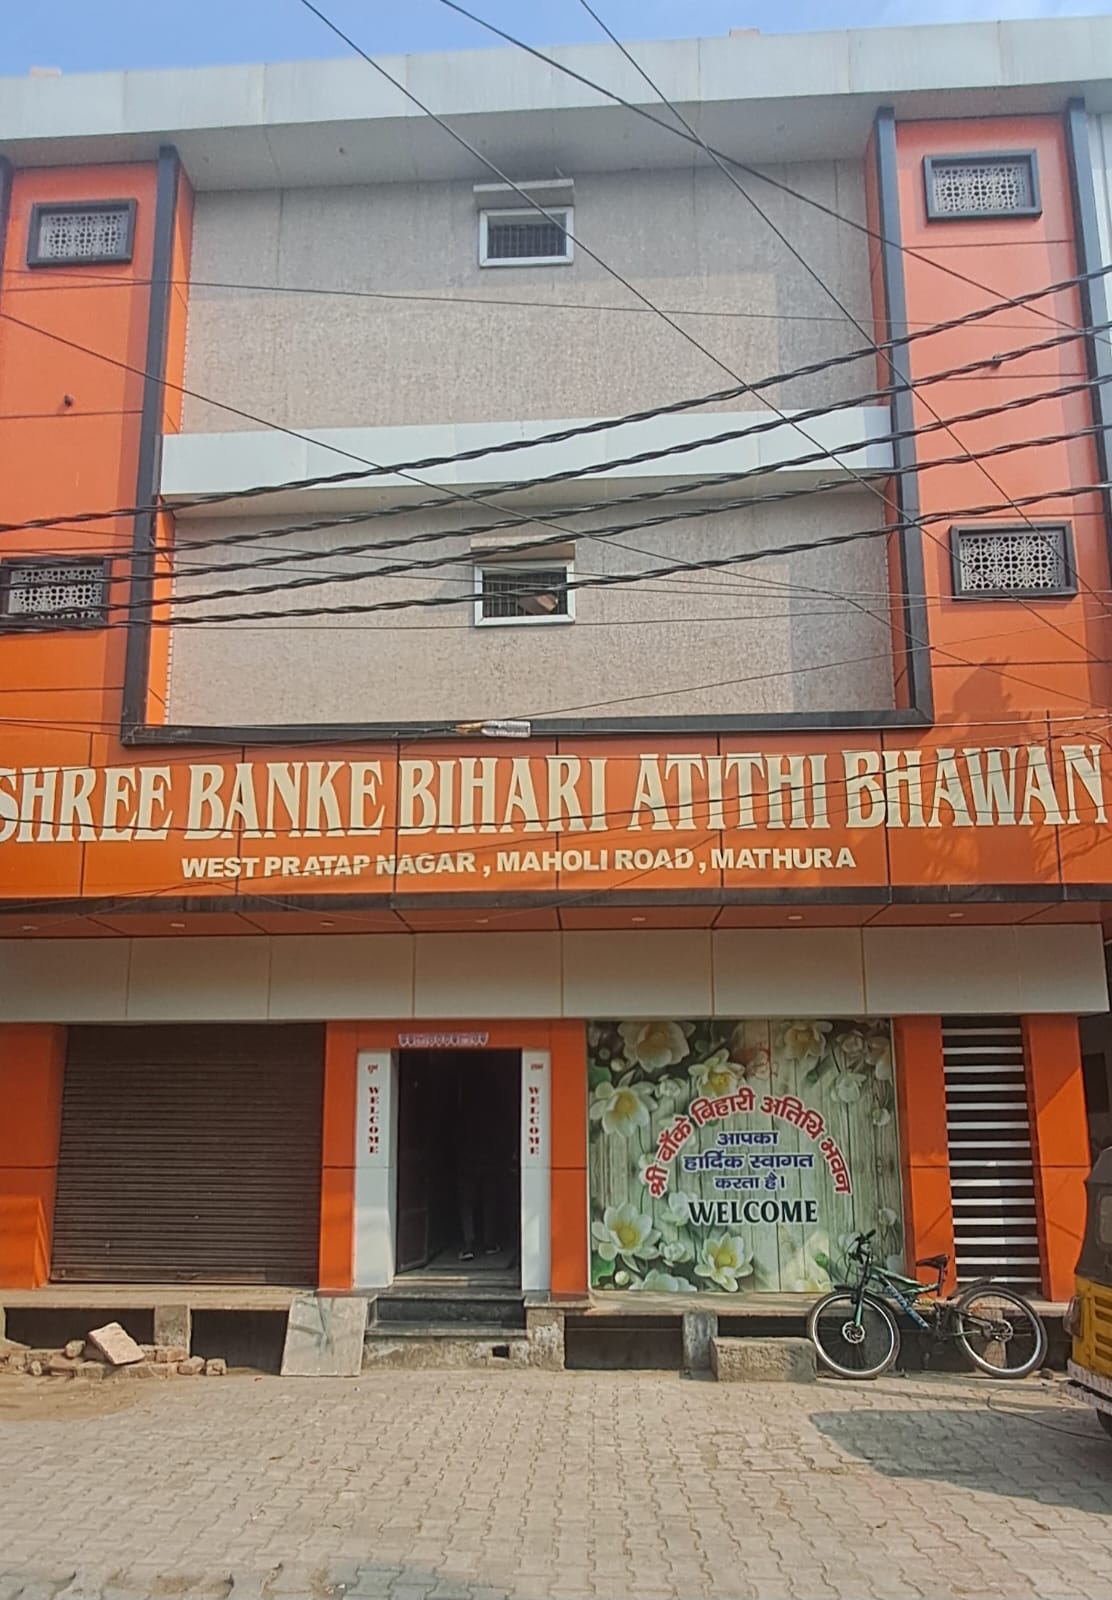 SHREE BANKE BIHARI ATITHI BHAWAN
WEST PRATAP NAGAR, MAHOLI ROAD, MATHURA
शुभ
WELCOME
लाभ
WELCOME
श्री बाँके बिहारी अतिथि भवन
आपका
हार्दिक स्वागत
करता है।
WELCOME